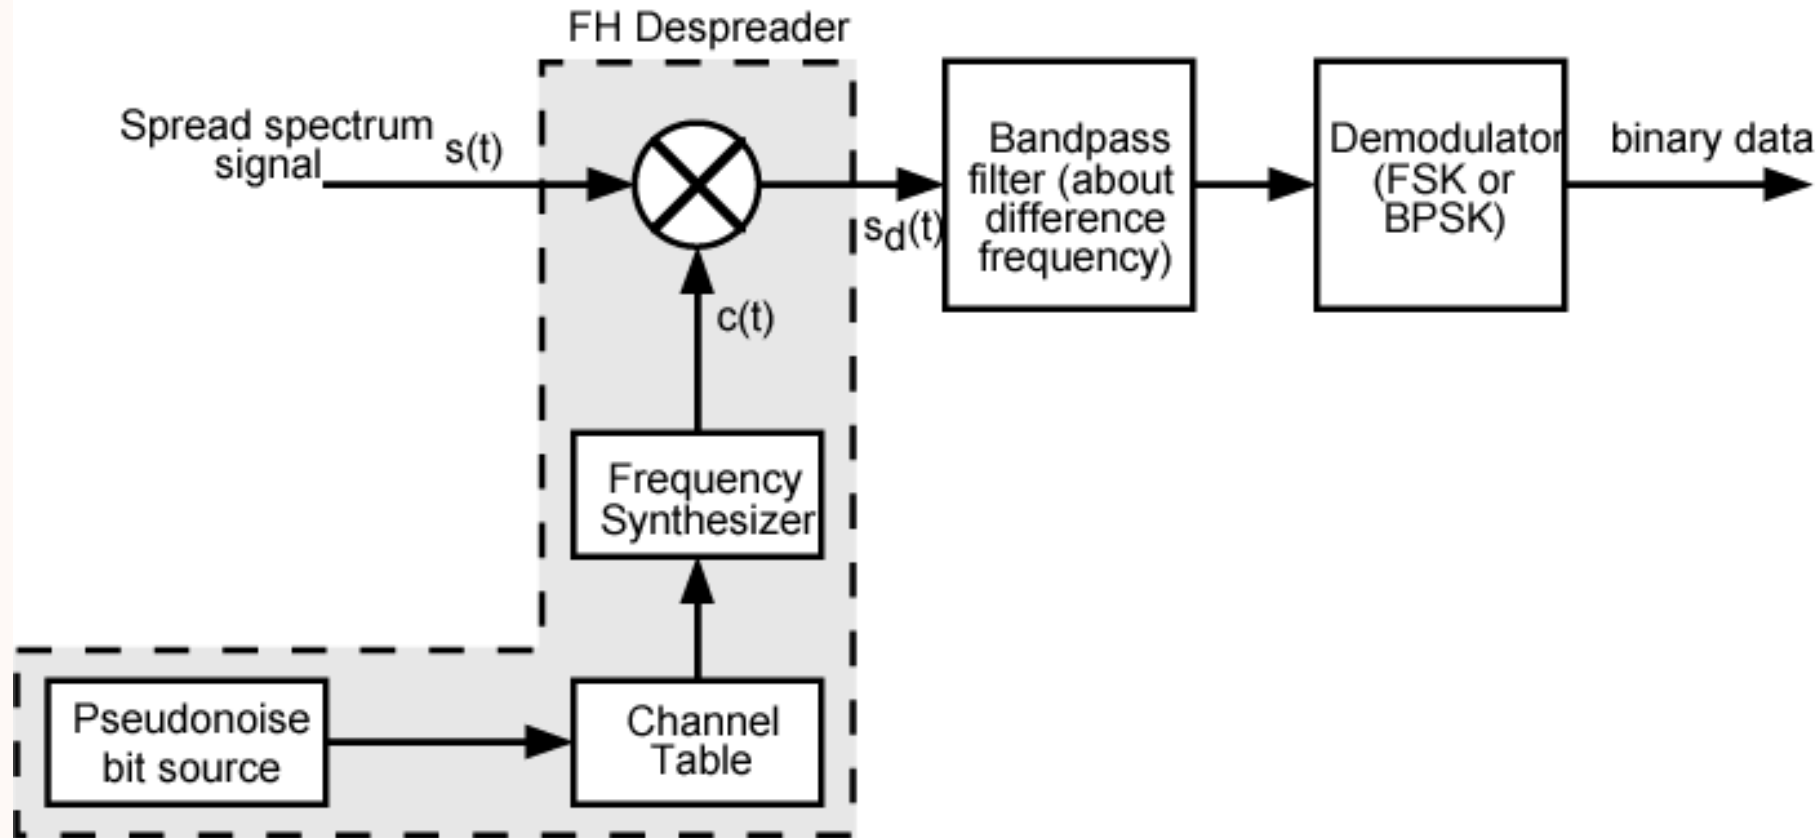 FH Despreader
Spread spectrum
signal
s(t)
Bandpass
filter (about
difference
frequency)
Demodulator
(FSK or
BPSK)
binary data
sd(t)
c(t)
Frequency
Synthesizer
Pseudonoise
bit source
Channel
Table